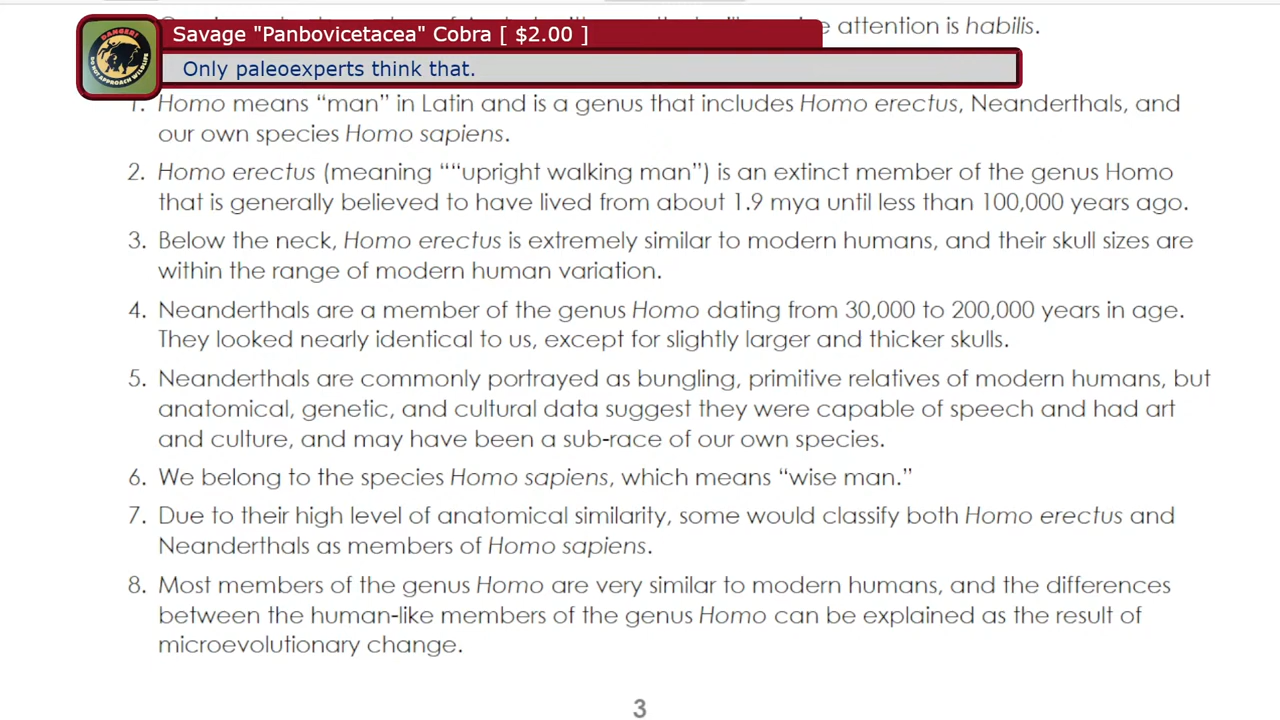 e attention is habilis.
Savage "Panbovicetacea" Cobra [ $2.00 ]
DANGER!
DO NOT APPROACH WILDLIFE
Only paleoexperts think that.
1. Homo means “man” in Latin and is a genus that includes Homo erectus, Neanderthals, and
our own species Homo sapiens.
2. Homo erectus (meaning ““upright walking man”) is an extinct member of the genus Homo
that is generally believed to have lived from about 1.9 mya until less than 100,000 years ago.
3. Below the neck, Homo erectus is extremely similar to modern humans, and their skull sizes are
within the range of modern human variation.
4. Neanderthals are a member of the genus Homo dating from 30,000 to 200,000 years in age.
They looked nearly identical to us, except for slightly larger and thicker skulls.
5. Neanderthals are commonly portrayed as bungling, primitive relatives of modern humans, but
anatomical, genetic, and cultural data suggest they were capable of speech and had art
and culture, and may have been a sub-race of our own species.
6. We belong to the species Homo sapiens, which means “wise man.”
7. Due to their high level of anatomical similarity, some would classify both Homo erectus and
Neanderthals as members of Homo sapiens.
8. Most members of the genus Homo are very similar to modern humans, and the differences
between the human-like members of the genus Homo can be explained as the result of
microevolutionary change.
3